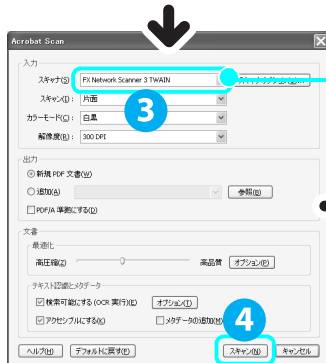 Acrobat Scan
入力
スキャナ(S) FX Network Scanner 3 TWAIN
スキャン(I): 片面
3
カラーモード(C): 白黒
解像度(R): 300 DPI
出力
新規 PDF 文書(W)
追加(A) 参照(B)
PDF/A 準拠にする(D)
文書
最適化
高圧縮(Z) 高品質 オプション(P)
テキスト認識とメタデータ
検索可能にする (OCR 実行)(E) オプション(T)
アクセシブルにする(K) メタデータの追加(M)
4
ヘルプ(H) デフォルトに戻す(F) スキャン(N) キャンセル